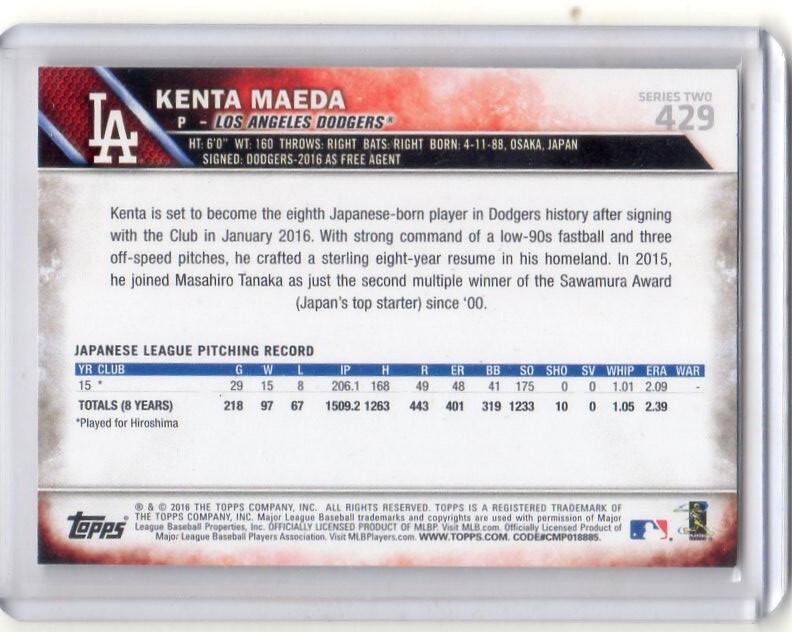 LA
KENTA MAEDA
P - LOS ANGELES DODGERS®
SERIES TWO
429
HT: 6'0" WT: 160 THROWS: RIGHT BATS: RIGHT BORN: 4-11-88, OSAKA, JAPAN
SIGNED: DODGERS-2016 AS FREE AGENT
Kenta is set to become the eighth Japanese-born player in Dodgers history after signing
with the Club in January 2016. With strong command of a low-90s fastball and three
off-speed pitches, he crafted a sterling eight-year resume in his homeland. In 2015,
he joined Masahiro Tanaka as just the second multiple winner of the Sawamura Award
(Japan's top starter) since '00.
JAPANESE LEAGUE PITCHING RECORD
YR CLUB G W L IP H R ER BB SO SHO SV WHIP ERA WAR
15 * 29 15 8 206.1 168 49 48 41 175 0 0 1.01 2.09 -
TOTALS (8 YEARS) 218 97 67 1509.2 1263 443 401 319 1233 10 0 1.05 2.39
*Played for Hiroshima
Topps®
® & © 2016 THE TOPPS COMPANY, INC. ALL RIGHTS RESERVED. TOPPS IS A REGISTERED TRADEMARK OF
THE TOPPS COMPANY, INC. Major League Baseball trademarks and copyrights are used with permission of Major
League Baseball Properties, Inc. OFFICIALLY LICENSED PRODUCT OF MLBP. Visit MLB.com. Officially Licensed Product of
Major League Baseball Players Association. Visit MLBPlayers.com. WWW.TOPPS.COM. CODE#CMP018885.